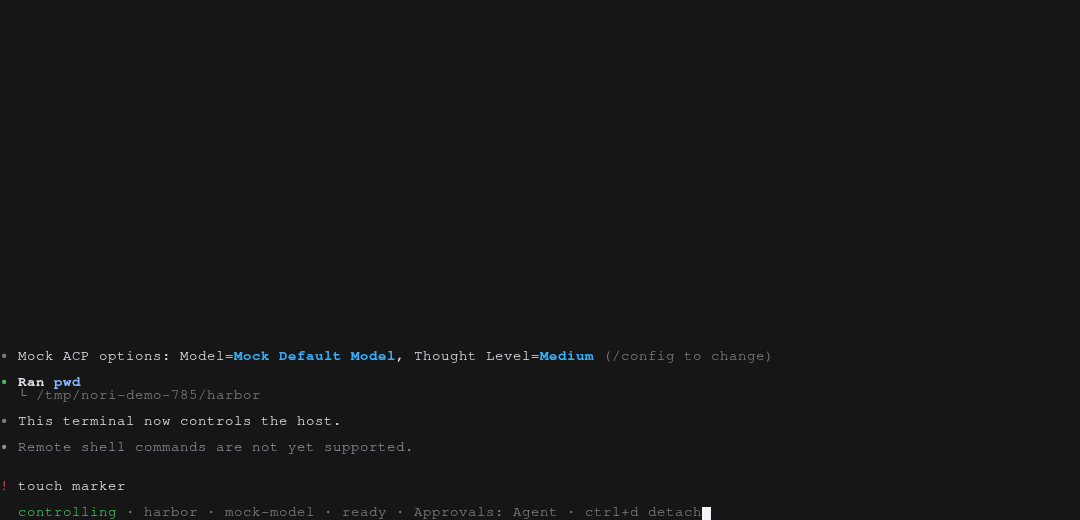 • Mock ACP options: Model=Mock Default Model, Thought Level=Medium (/config to change)
• Ran pwd
└ /tmp/nori-demo-785/harbor
• This terminal now controls the host.
• Remote shell commands are not yet supported.
! touch marker
controlling · harbor · mock-model · ready · Approvals: Agent · ctrl+d detach